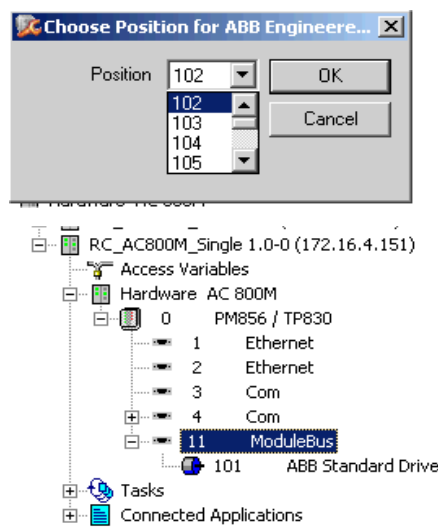 Choose Position for ABB Engineere...
Position 102 OK
102
103
104
105
Cancel
RC_AC800M_Single 1.0-0 (172.16.4.151)
Access Variables
Hardware AC 800M
0 PM856 / TP830
1 Ethernet
2 Ethernet
3 Com
4 Com
11 ModuleBus
101 ABB Standard Drive
Tasks
Connected Applications